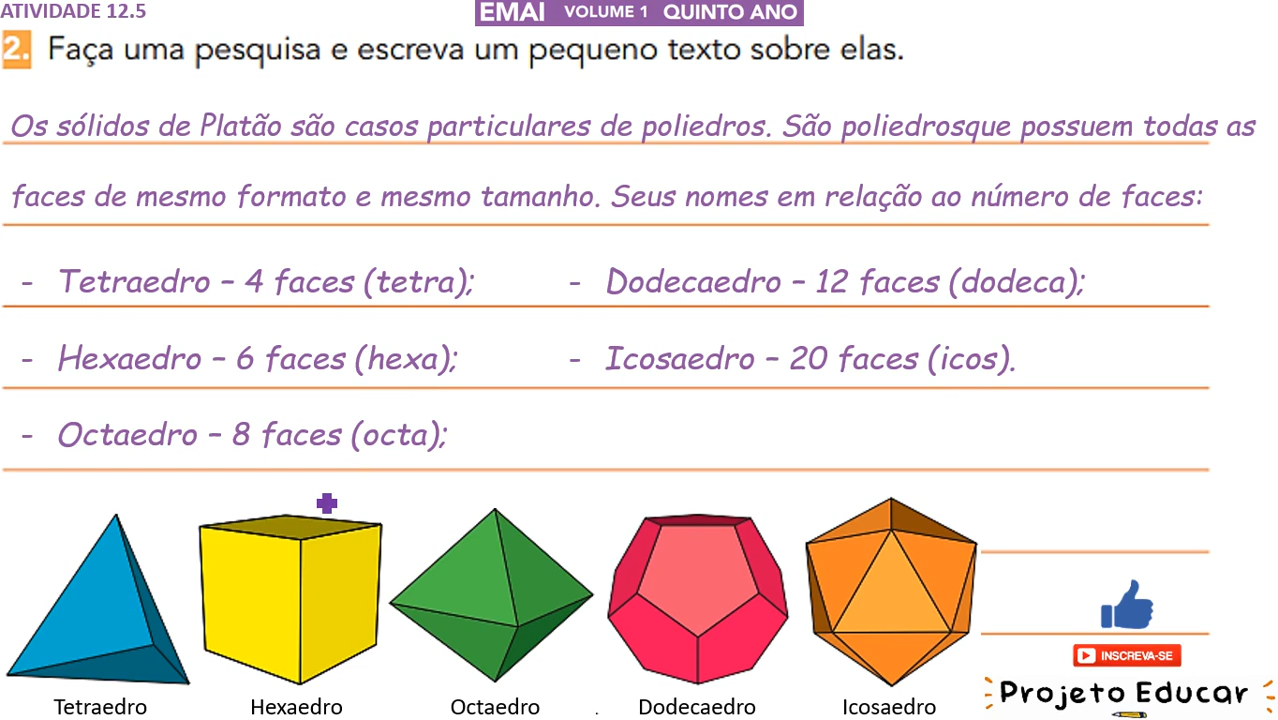 ATIVIDADE 12.5
EMAI VOLUME 1 QUINTO ANO
2. Faça uma pesquisa e escreva um pequeno texto sobre elas.
Os sólidos de Platão são casos particulares de poliedros. São poliedrosque possuem todas as
faces de mesmo formato e mesmo tamanho. Seus nomes em relação ao número de faces:
- Tetraedro – 4 faces (tetra);
- Dodecaedro – 12 faces (dodeca);
- Hexaedro – 6 faces (hexa);
- Icosaedro – 20 faces (icos).
- Octaedro – 8 faces (octa);
Tetraedro
Hexaedro
Octaedro
.
Dodecaedro
Icosaedro
INSCREVA-SE
Projeto Educar